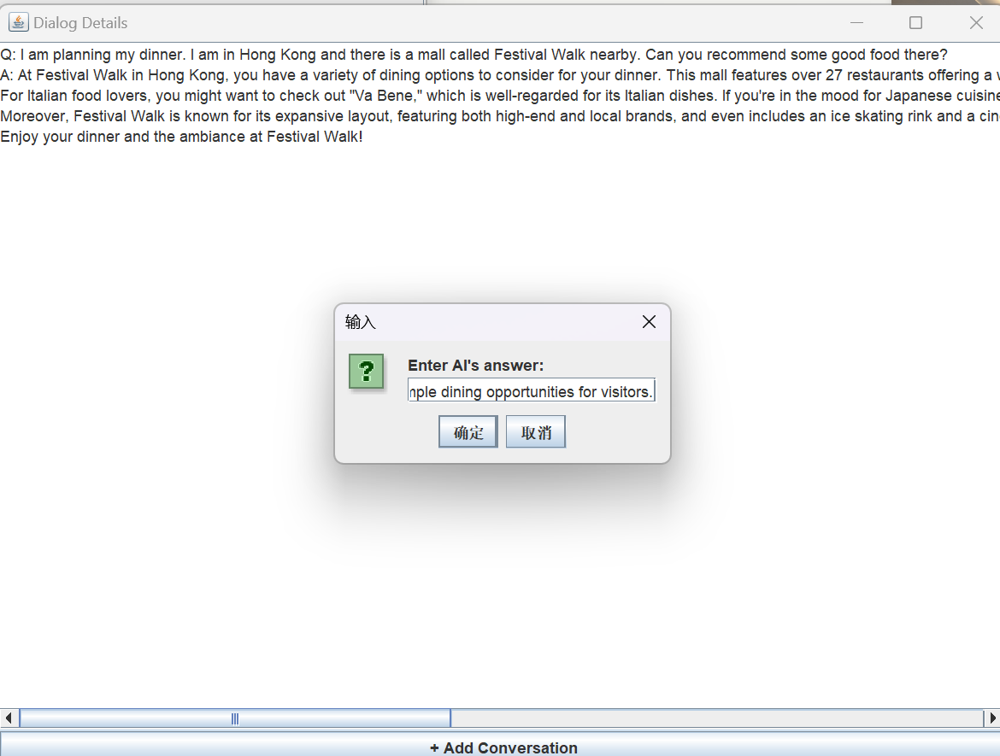 Dialog Details
Q: I am planning my dinner. I am in Hong Kong and there is a mall called Festival Walk nearby. Can you recommend some good food there?
A: At Festival Walk in Hong Kong, you have a variety of dining options to consider for your dinner. This mall features over 27 restaurants offering a
For Italian food lovers, you might want to check out "Va Bene," which is well-regarded for its Italian dishes. If you're in the mood for Japanese cuisine
Moreover, Festival Walk is known for its expansive layout, featuring both high-end and local brands, and even includes an ice skating rink and a
Enjoy your dinner and the ambiance at Festival Walk!
输入
Enter AI's answer:
dining opportunities for visitors.
确定 取消
+ Add Conversation